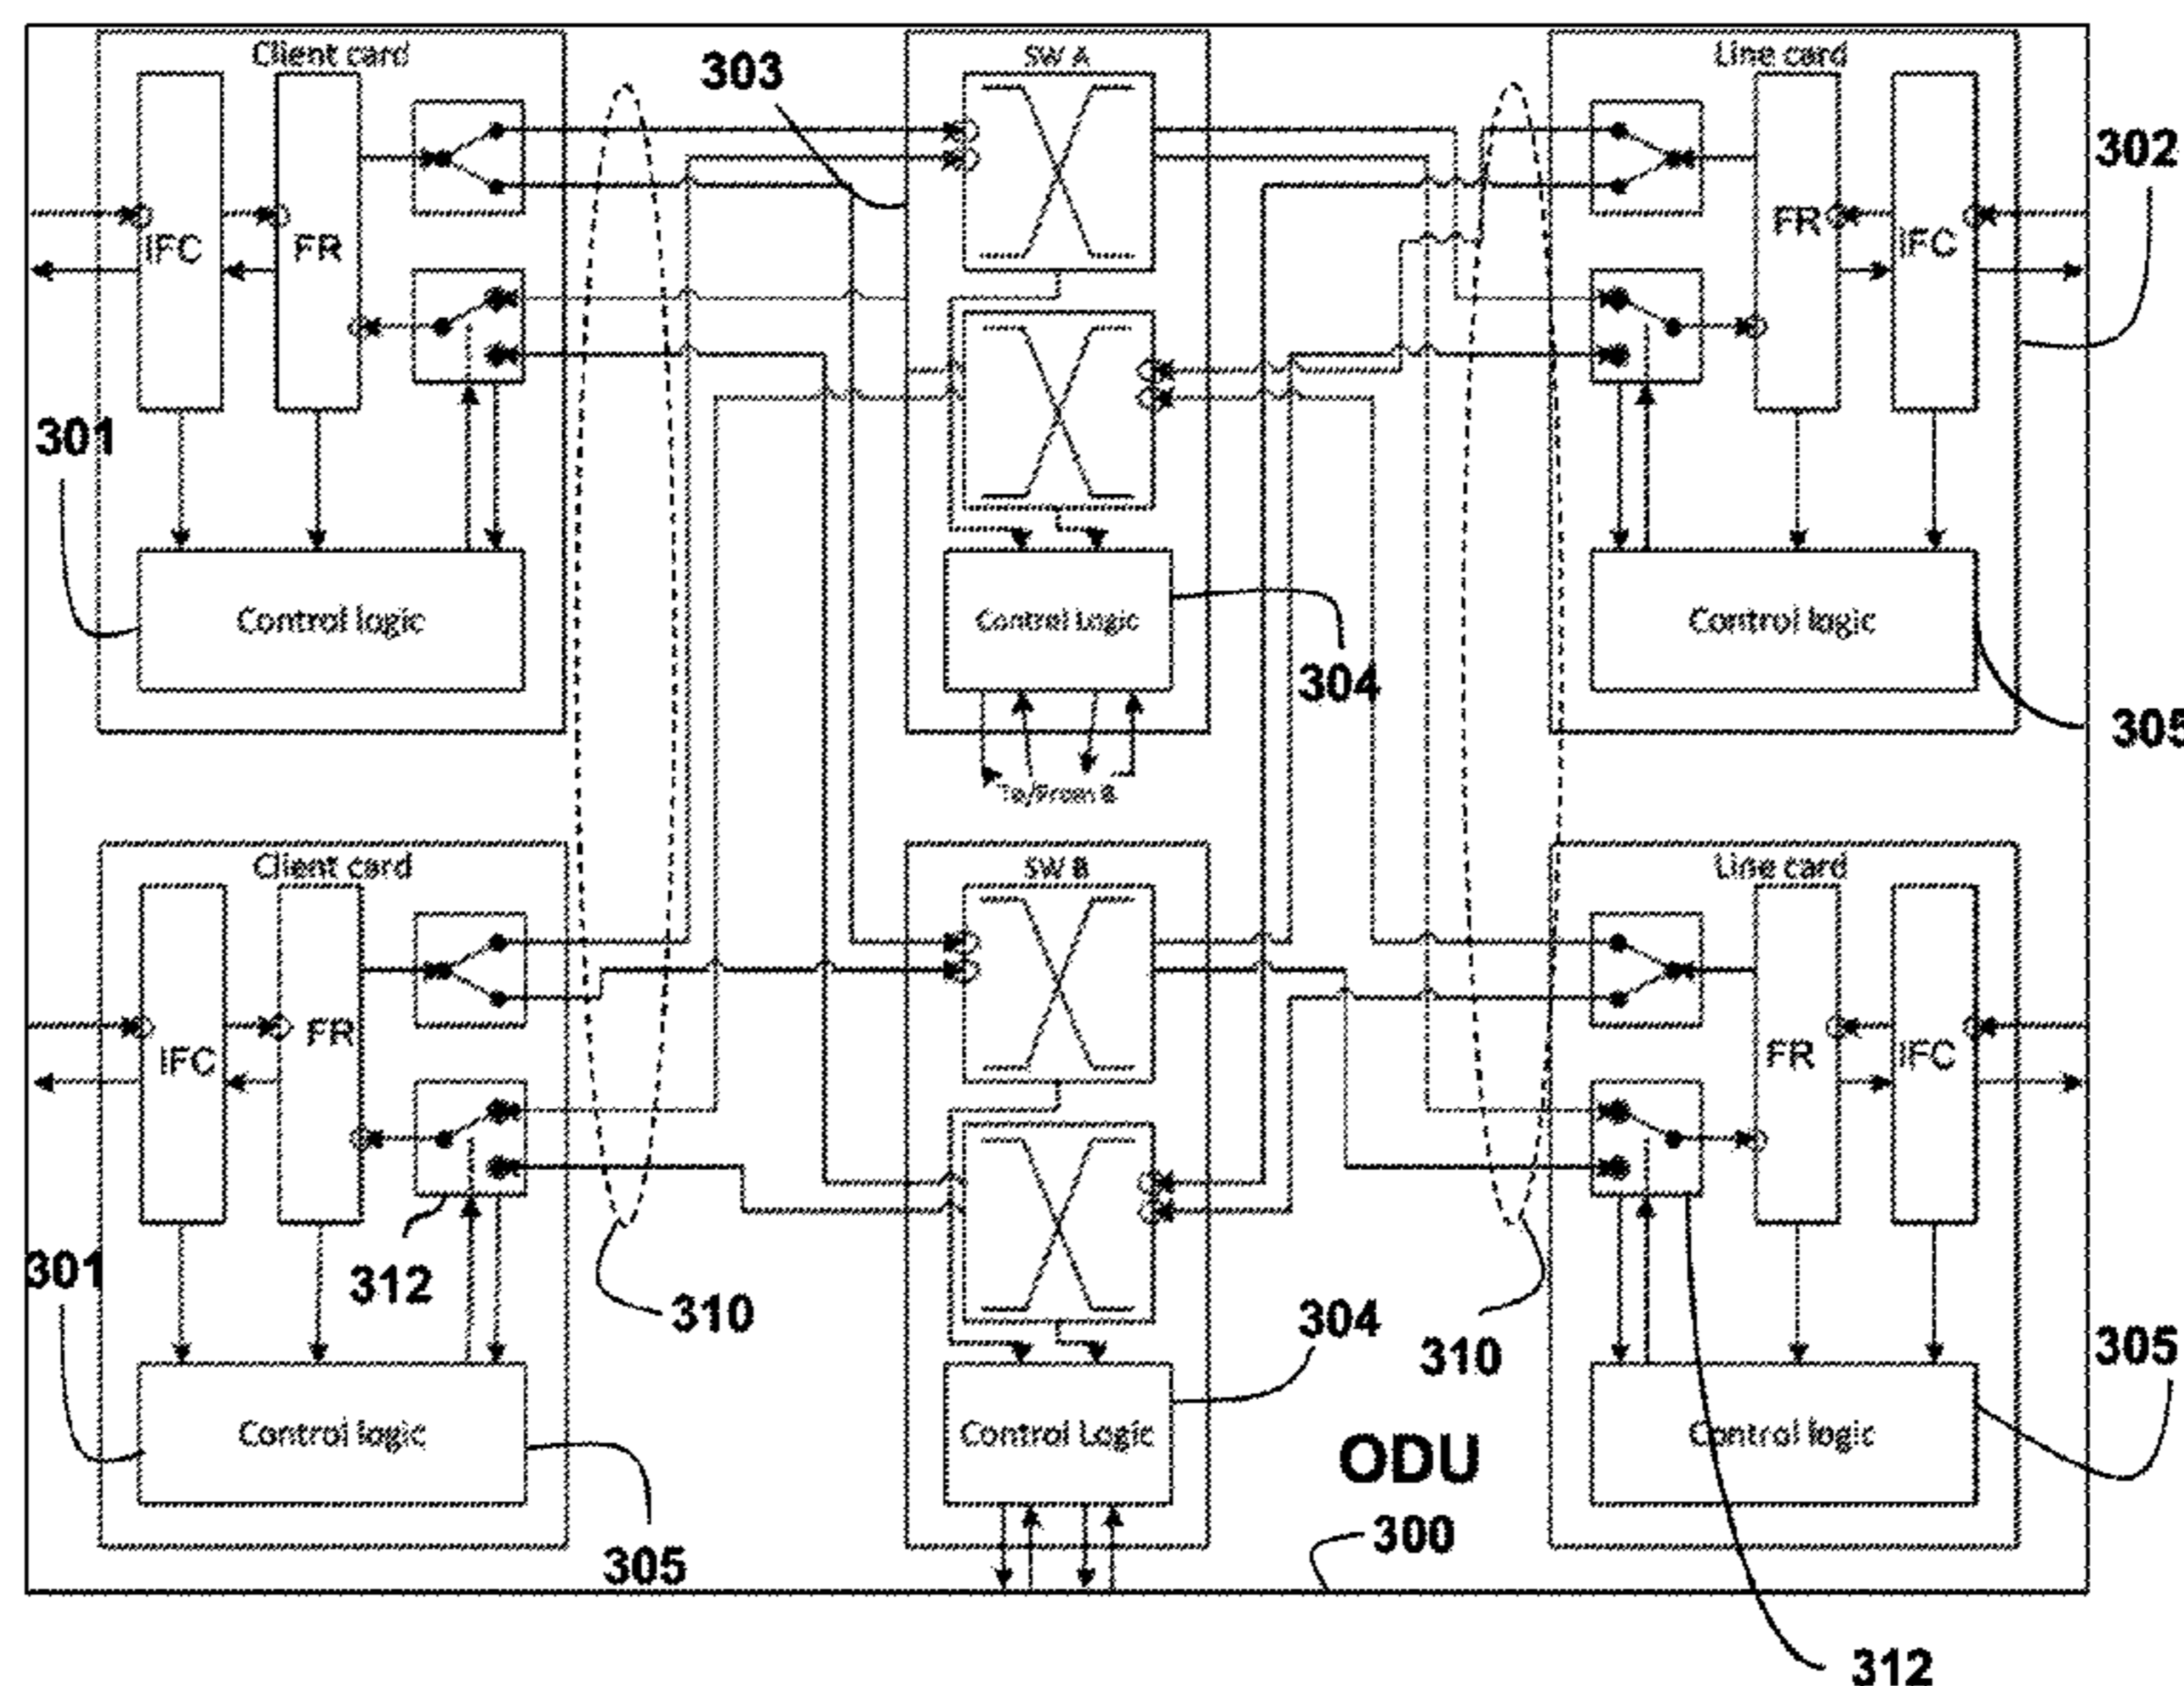 Client card
SW A
Line card
303
302
IFC
FR
FR
IFC
301
Control logic
Control Logic
Control logic
304
305
To/From B
Client card
SW B
Line card
IFC
FR
FR
IFC
301
312
310
304
310
305
Control logic
Control Logic
Control logic
ODU
300
305
312